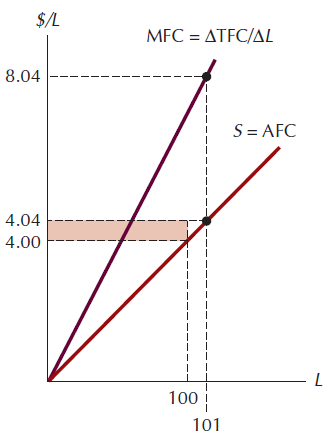 $/L
MFC = ΔTFC/ΔL
8.04
S = AFC
4.04
4.00
L
100
101